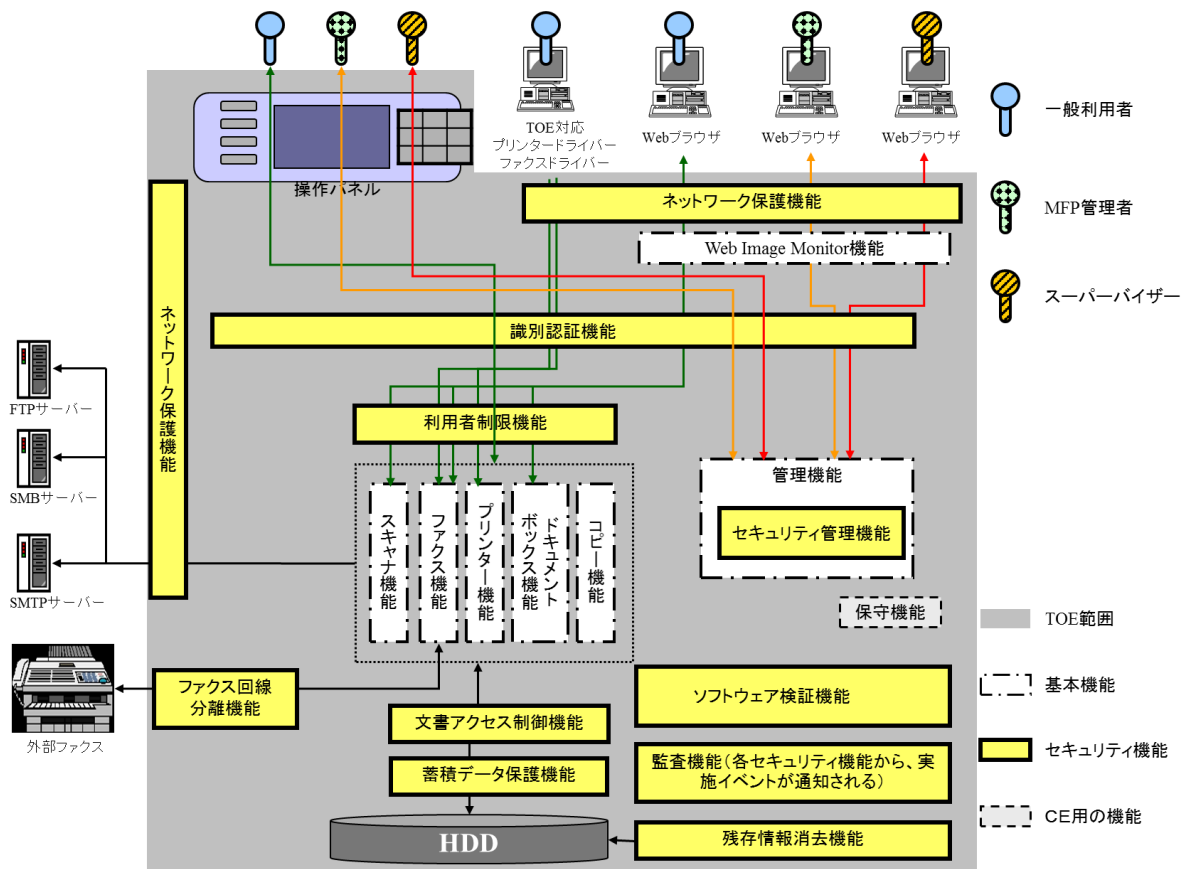 TOE対応
プリンタードライバー
ファクスドライバー
Webブラウザ
Webブラウザ
Webブラウザ
一般利用者
MFP管理者
スーパーバイザー
操作パネル
ネットワーク保護機能
Web Image Monitor機能
ネットワーク保護機能
識別認証機能
FTPサーバー
SMBサーバー
SMTPサーバー
利用者制限機能
スキャナ機能
ファクス機能
プリンター機能
ドキュメント
ボックス機能
コピー機能
管理機能
セキュリティ管理機能
保守機能
外部ファクス
ファクス回線
分離機能
文書アクセス制御機能
蓄積データ保護機能
HDD
ソフトウェア検証機能
監査機能(各セキュリティ機能から、実
施イベントが通知される)
残存情報消去機能
TOE範囲
基本機能
セキュリティ機能
CE用の機能